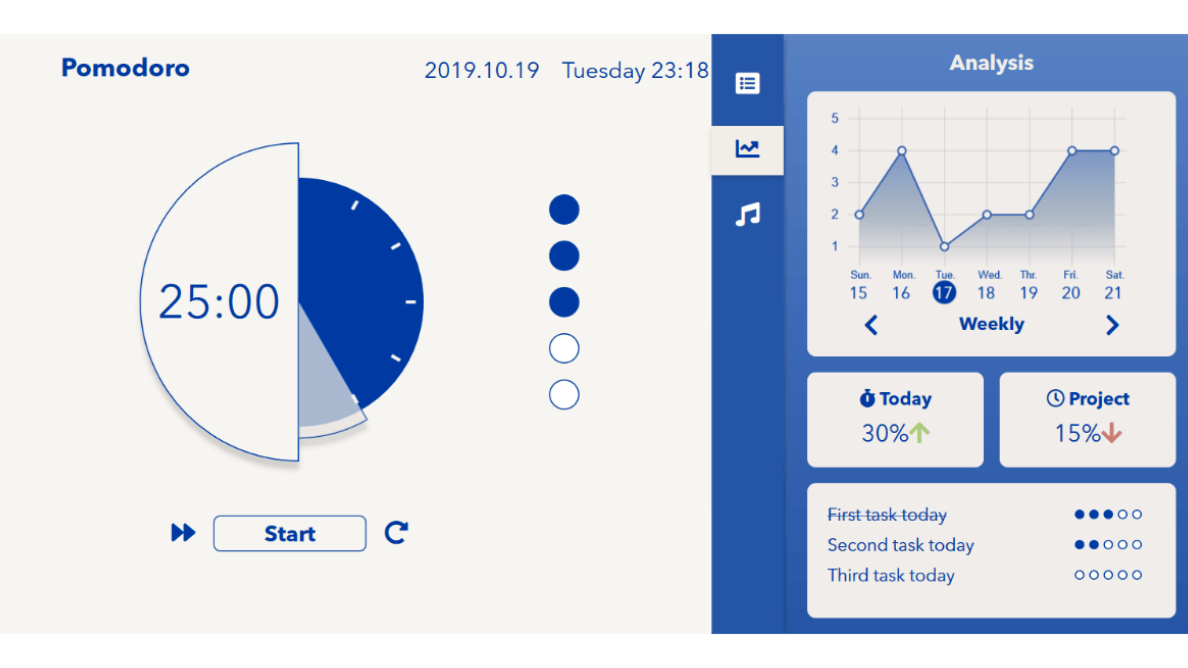 Pomodoro
2019.10.19 Tuesday 23:18
25:00
Start
Analysis
5
4
3
2
1
Sun. Mon. Tue. Wed. Thr. Fri. Sat.
15 16 17 18 19 20 21
Weekly
Today
30%
Project
15%
First task today
Second task today
Third task today